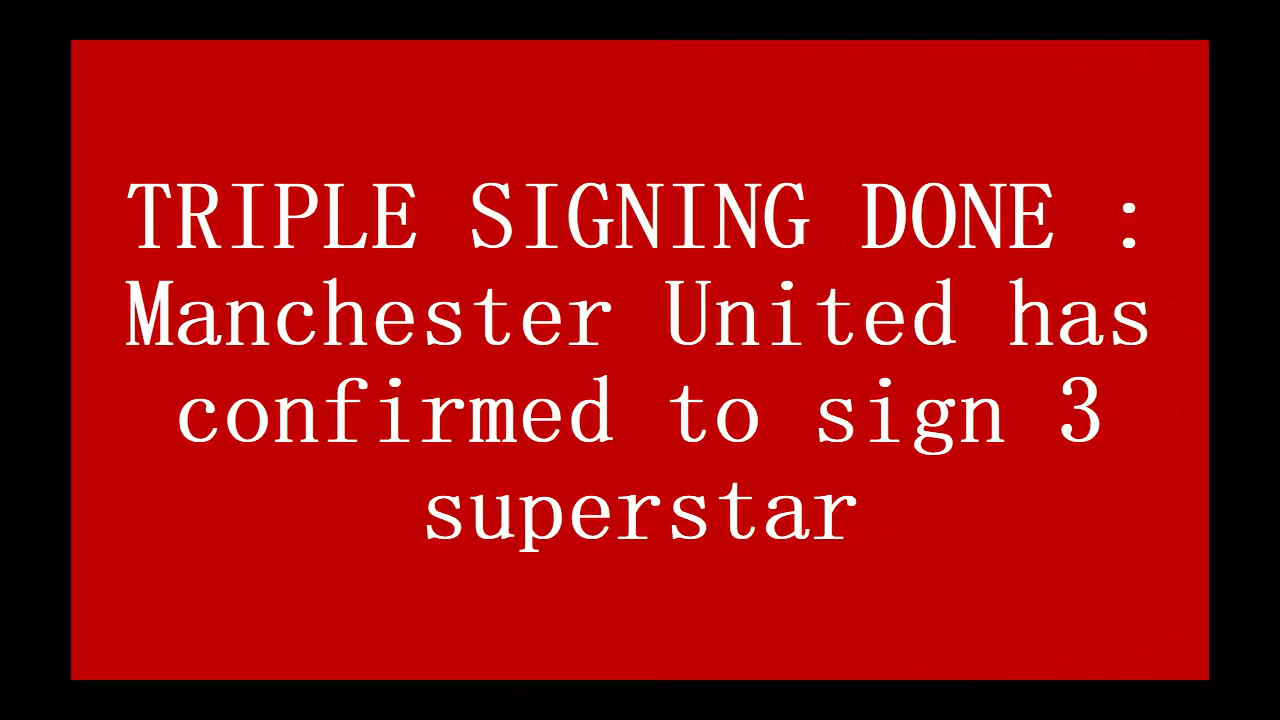 TRIPLE SIGNING DONE :
Manchester United has
confirmed to sign 3
superstar